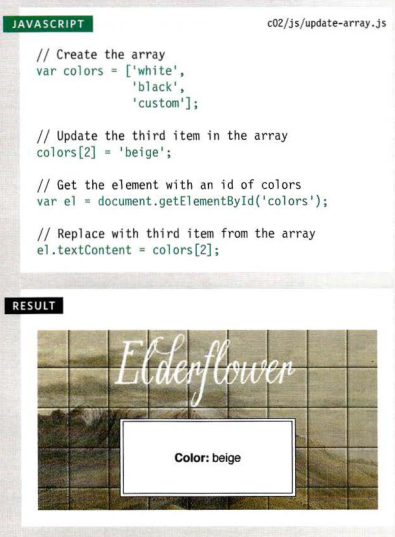 JAVASCRIPT
c02/js/update-array.js
// Create the array
var colors = ['white',
'black',
'custom'];
// Update the third item in the array
colors[2] = 'beige';
// Get the element with an id of colors
var el = document.getElementById('colors');
// Replace with third item from the array
el.textContent = colors[2];
RESULT
Elderflower
Color: beige